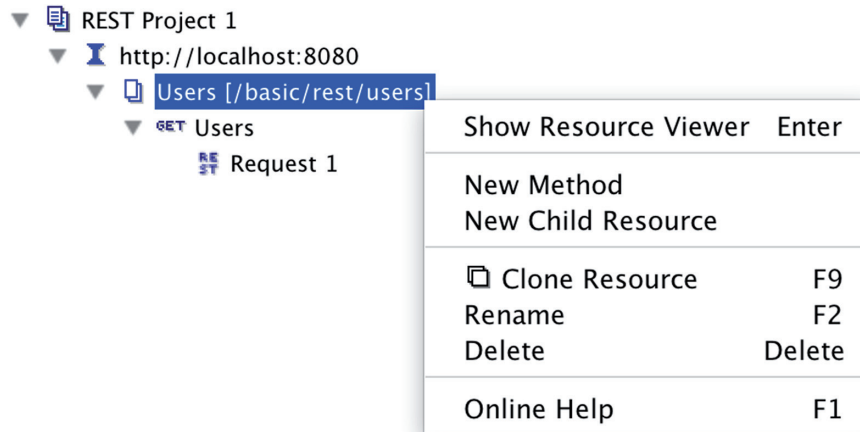 REST Project 1
http://localhost:8080
Users [/basic/rest/users]
GET Users
REST Request 1
Show Resource Viewer Enter
New Method
New Child Resource
Clone Resource F9
Rename F2
Delete Delete
Online Help F1